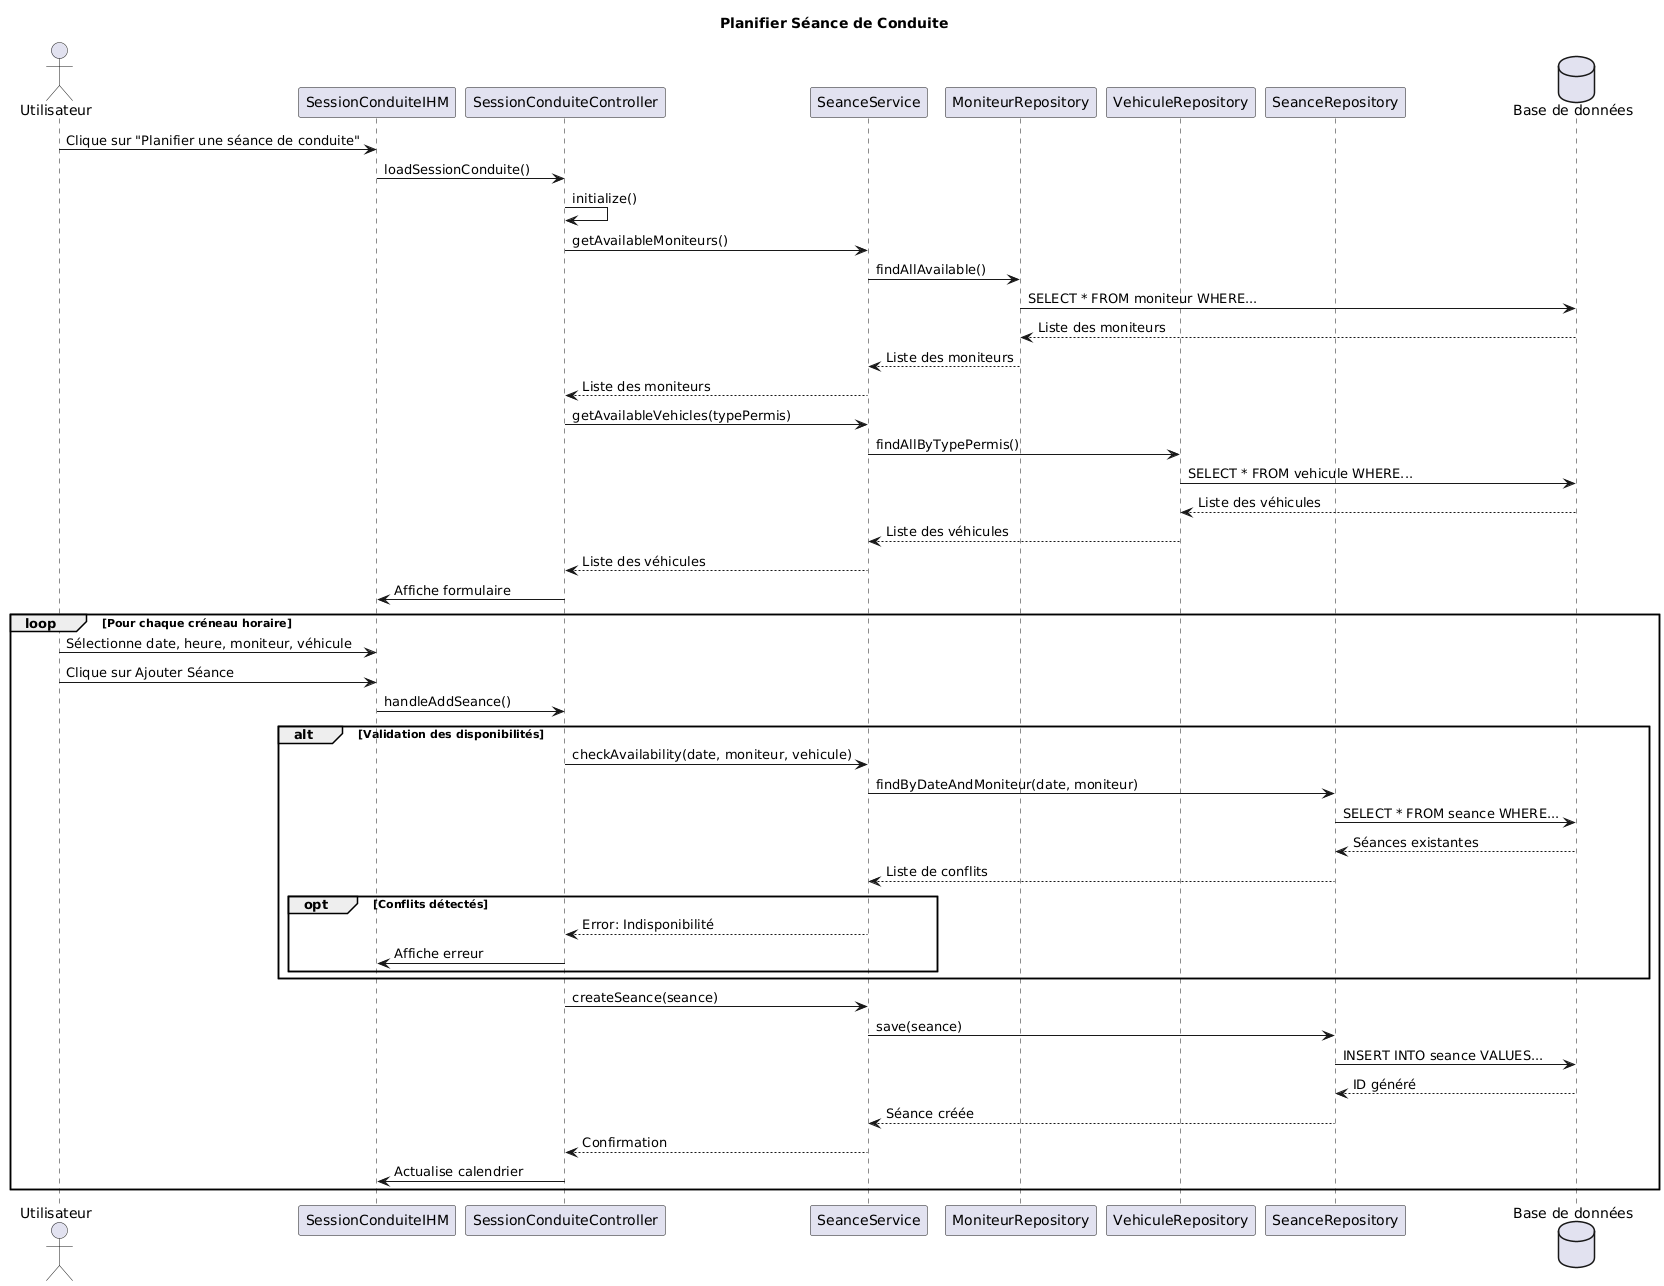 Planifier Séance de Conduite
Utilisateur
SessionConduiteIHM
SessionConduiteController
SeanceService
MoniteurRepository
VehiculeRepository
SeanceRepository
Base de données
Clique sur "Planifier une séance de conduite"
loadSessionConduite()
initialize()
getAvailableMoniteurs()
findAllAvailable()
SELECT * FROM moniteur WHERE...
Liste des moniteurs
Liste des moniteurs
Liste des moniteurs
getAvailableVehicles(typePermis)
findAllByTypePermis()
SELECT * FROM vehicule WHERE...
Liste des véhicules
Liste des véhicules
Liste des véhicules
Affiche formulaire
loop [Pour chaque créneau horaire]
Sélectionne date, heure, moniteur, véhicule
Clique sur Ajouter Séance
handleAddSeance()
alt [Validation des disponibilités]
checkAvailability(date, moniteur, vehicule)
findByDateAndMoniteur(date, moniteur)
SELECT * FROM seance WHERE...
Séances existantes
Liste de conflits
opt [Conflits détectés]
Error: Indisponibilité
Affiche erreur
createSeance(seance)
save(seance)
INSERT INTO seance VALUES...
ID généré
Séance créée
Confirmation
Actualise calendrier
Utilisateur
SessionConduiteIHM
SessionConduiteController
SeanceService
MoniteurRepository
VehiculeRepository
SeanceRepository
Base de données